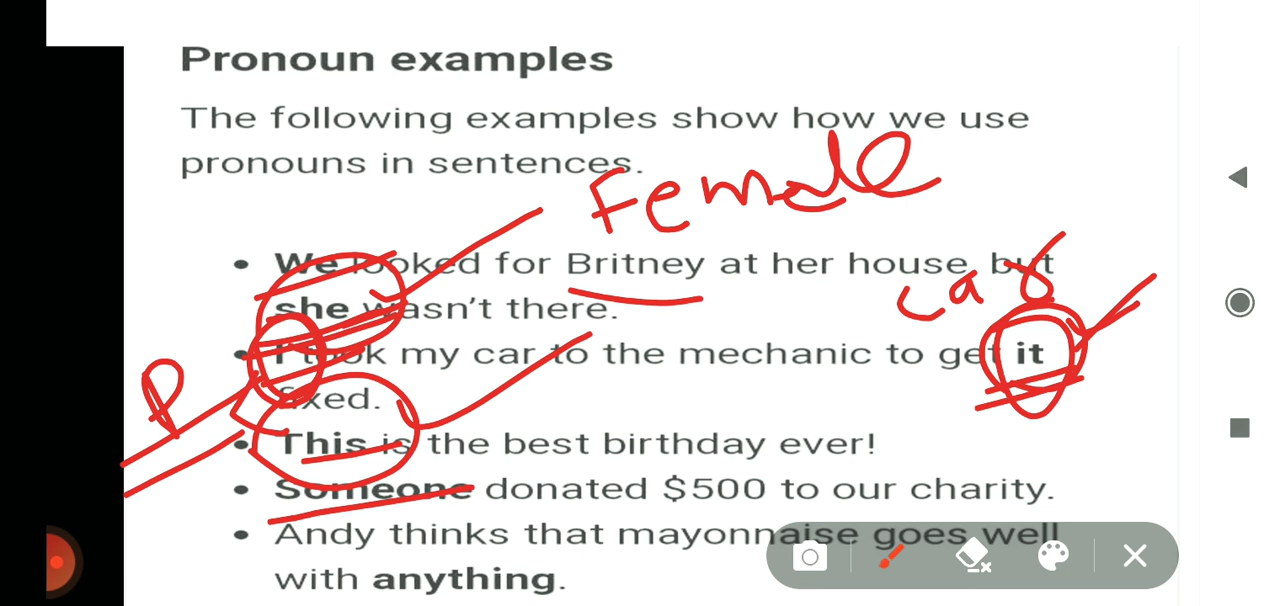 Pronoun examples
The following examples show how we use
pronouns in sentences.
Female
We looked for Britney at her house, but
she wasn't there.
car
I took my car to the mechanic to get it
fixed.
P
This is the best birthday ever!
Someone donated $500 to our charity.
Andy thinks that mayonnaise goes well
with anything.